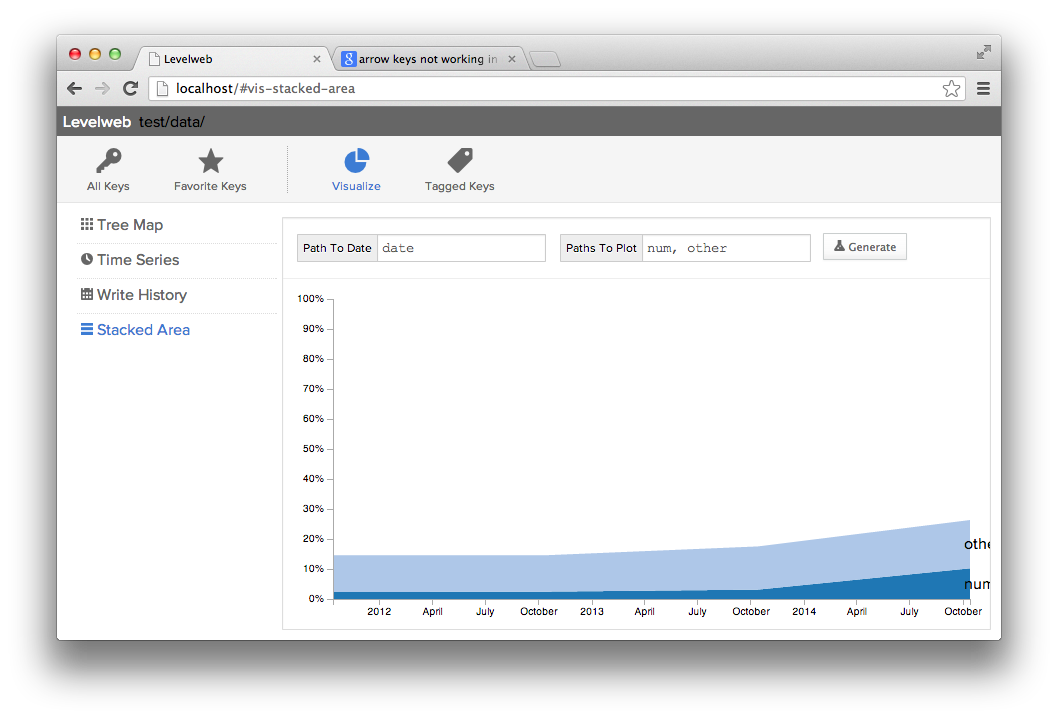 Levelweb
arrow keys not working in
localhost/#vis-stacked-area
Levelweb test/data/
All Keys Favorite Keys Visualize Tagged Keys
Tree Map
Time Series
Write History
Stacked Area
Path To Date date Paths To Plot num, other Generate
100%
90%
80%
70%
60%
50%
40%
30%
20%
10%
0%
othe
num
2012 April July October 2013 April July October 2014 April July October